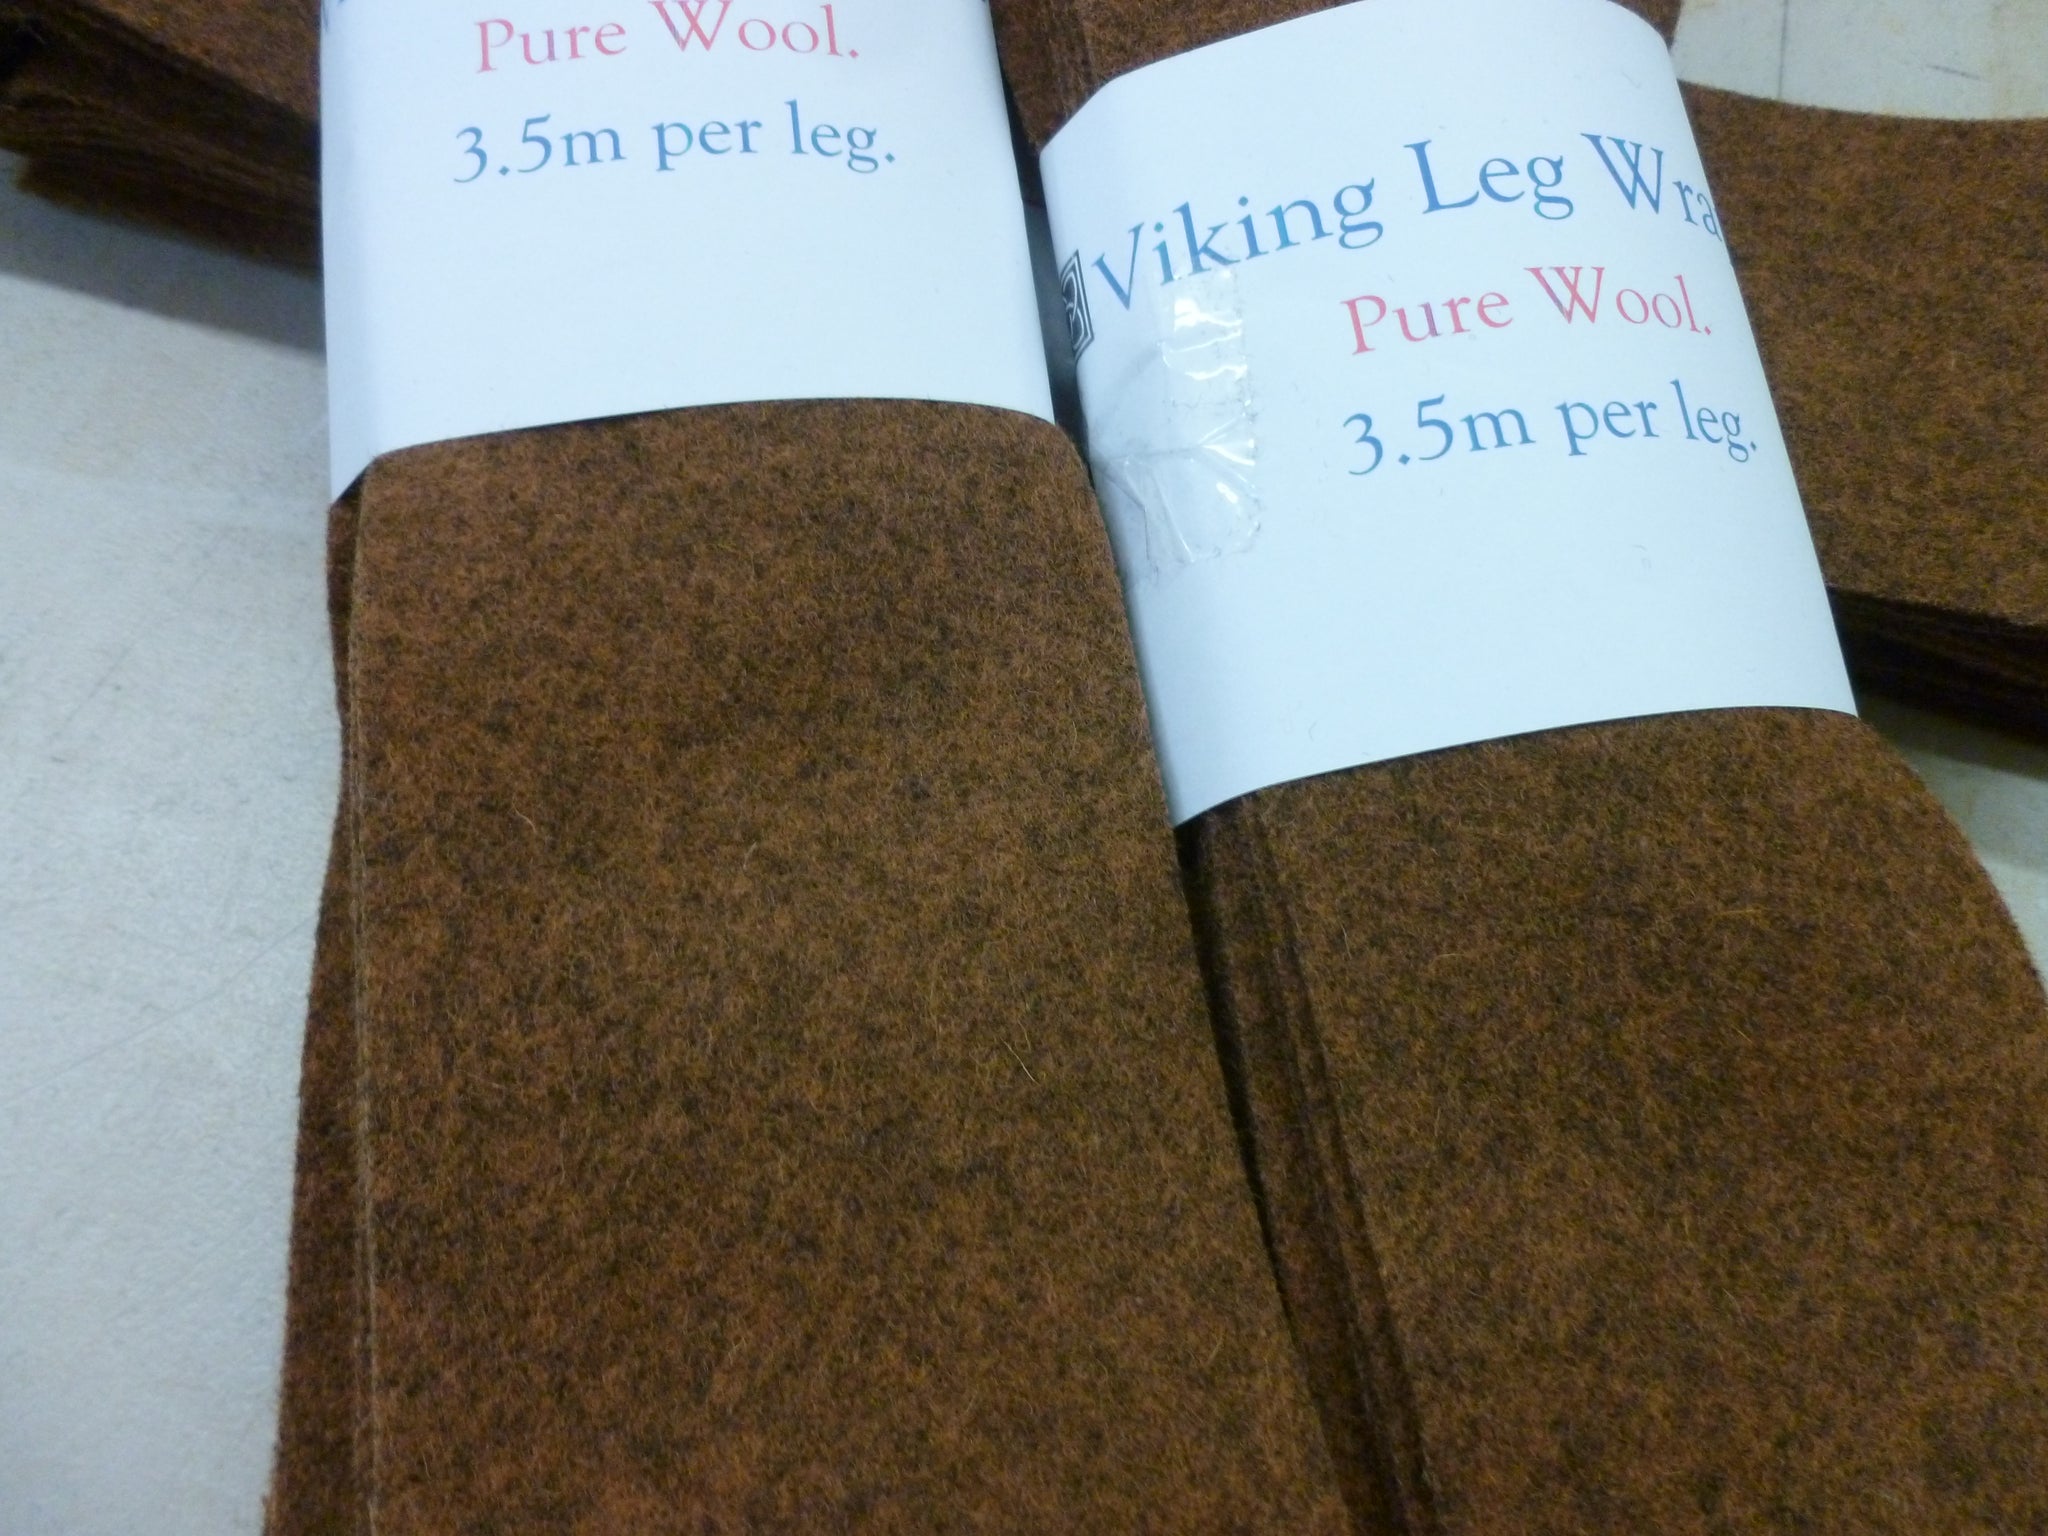 Pure Wool.
3.5m per leg.
Viking Leg Wra
Pure Wool.
3.5m per leg.